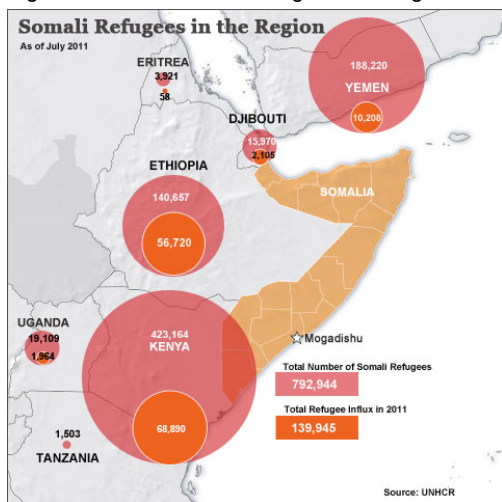 Somali Refugees in the Region
As of July 2011
ERITREA
3,921
58
188,220
YEMEN
10,208
DJIBOUTI
15,970
2,105
ETHIOPIA
140,657
56,720
SOMALIA
UGANDA
19,109
1,964
423,164
KENYA
68,890
Mogadishu
Total Number of Somali Refugees
792,944
Total Refugee Influx in 2011
139,945
1,503
TANZANIA
Source: UNHCR